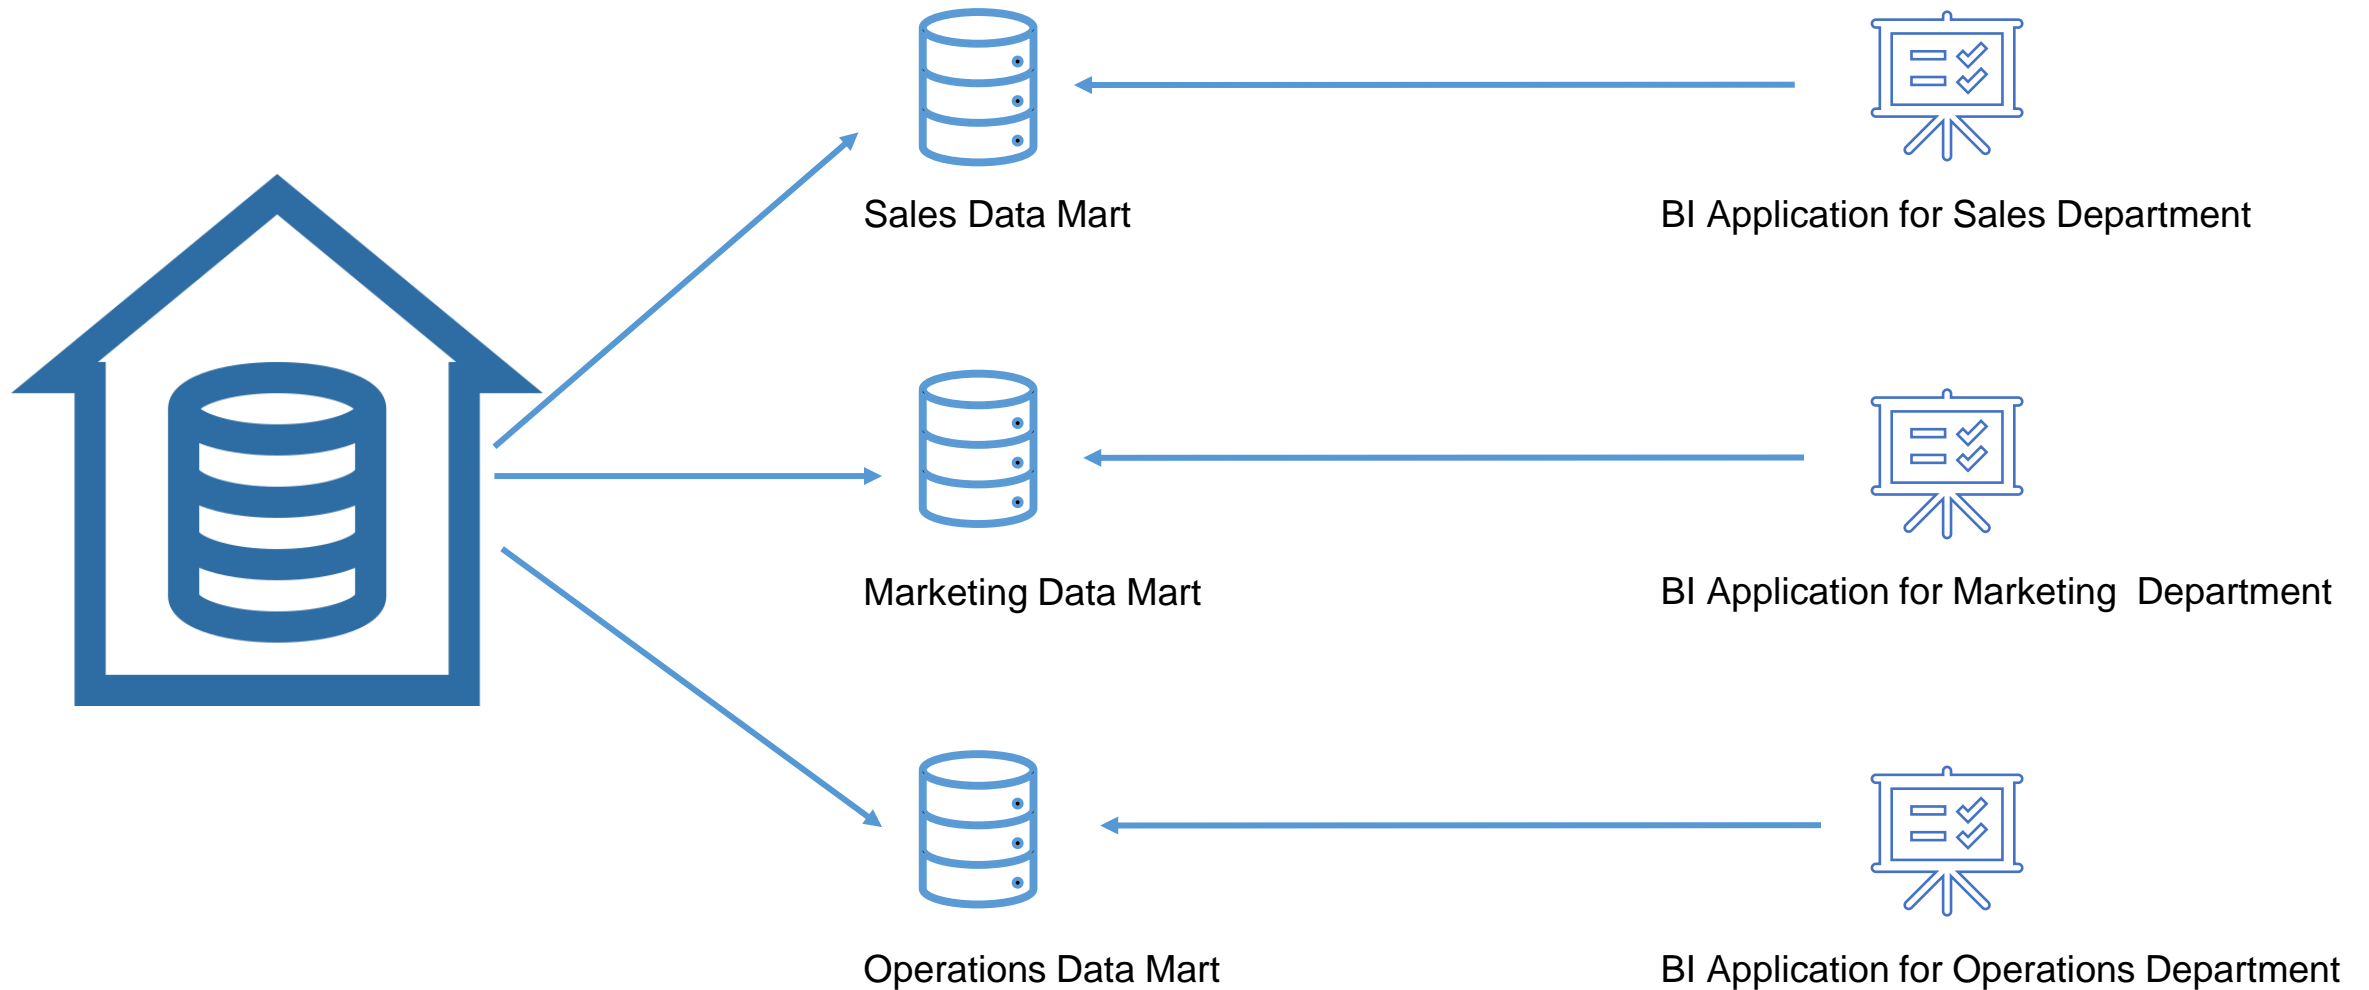 Sales Data Mart
BI Application for Sales Department
Marketing Data Mart
BI Application for Marketing  Department
Operations Data Mart
BI Application for Operations Department